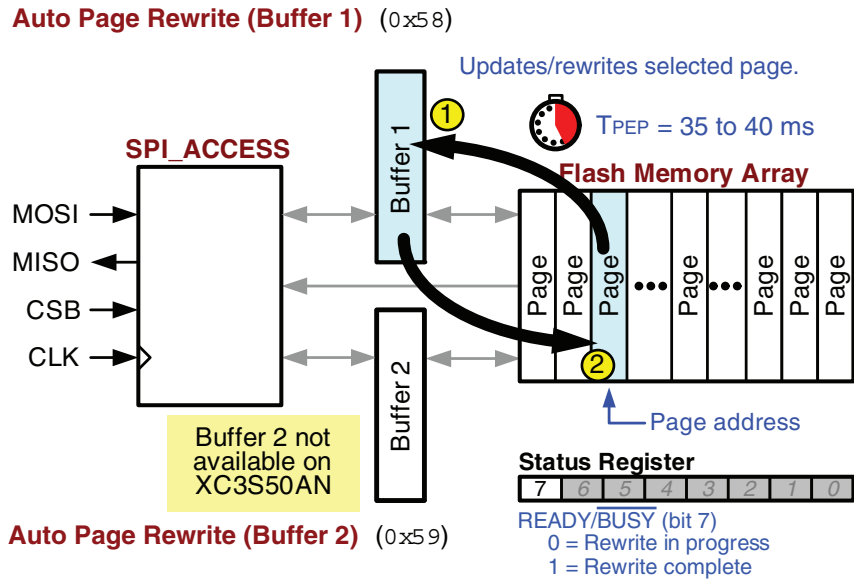 Auto Page Rewrite (Buffer 1) (0x58)
Updates/rewrites selected page.
1
TPEP = 35 to 40 ms
SPI_ACCESS
Flash Memory Array
MOSI
MISO
CSB
CLK
Buffer 1
Page
Page
Page
Page
Page
Page
Page
2
Buffer 2
Page address
Buffer 2 not
available on
XC3S50AN
Status Register
7 6 5 4 3 2 1 0
READY/BUSY (bit 7)
0 = Rewrite in progress
1 = Rewrite complete
Auto Page Rewrite (Buffer 2) (0x59)